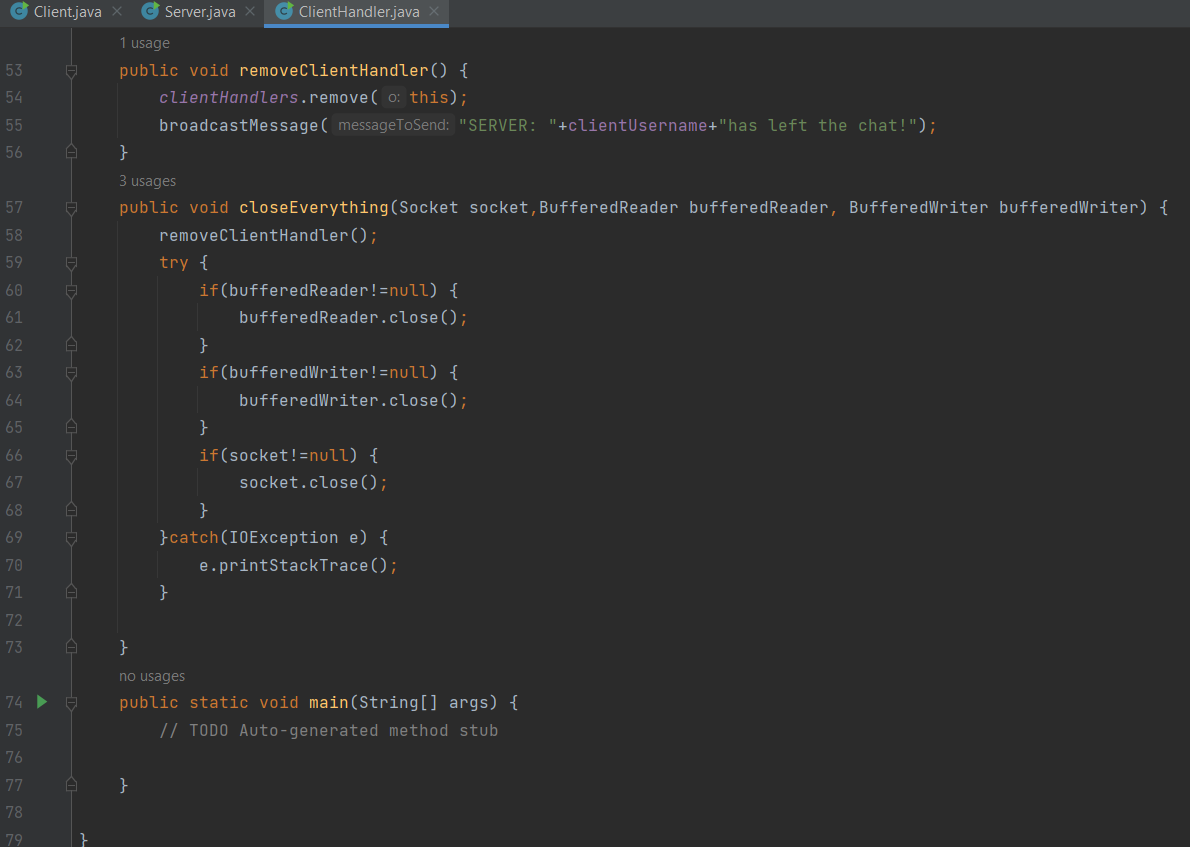 Client.java Server.java ClientHandler.java
1 usage
53 public void removeClientHandler() {
54 clientHandlers.remove( o: this);
55 broadcastMessage( messageToSend: "SERVER: "+clientUsername+"has left the chat!");
56 }
3 usages
57 public void closeEverything(Socket socket,BufferedReader bufferedReader, BufferedWriter bufferedWriter) {
58 removeClientHandler();
59 try {
60 if(bufferedReader!=null) {
61 bufferedReader.close();
62 }
63 if(bufferedWriter!=null) {
64 bufferedWriter.close();
65 }
66 if(socket!=null) {
67 socket.close();
68 }
69 }catch(IOException e) {
70 e.printStackTrace();
71 }
72
73 }
no usages
74 public static void main(String[] args) {
75 // TODO Auto-generated method stub
76
77 }
78
79 }